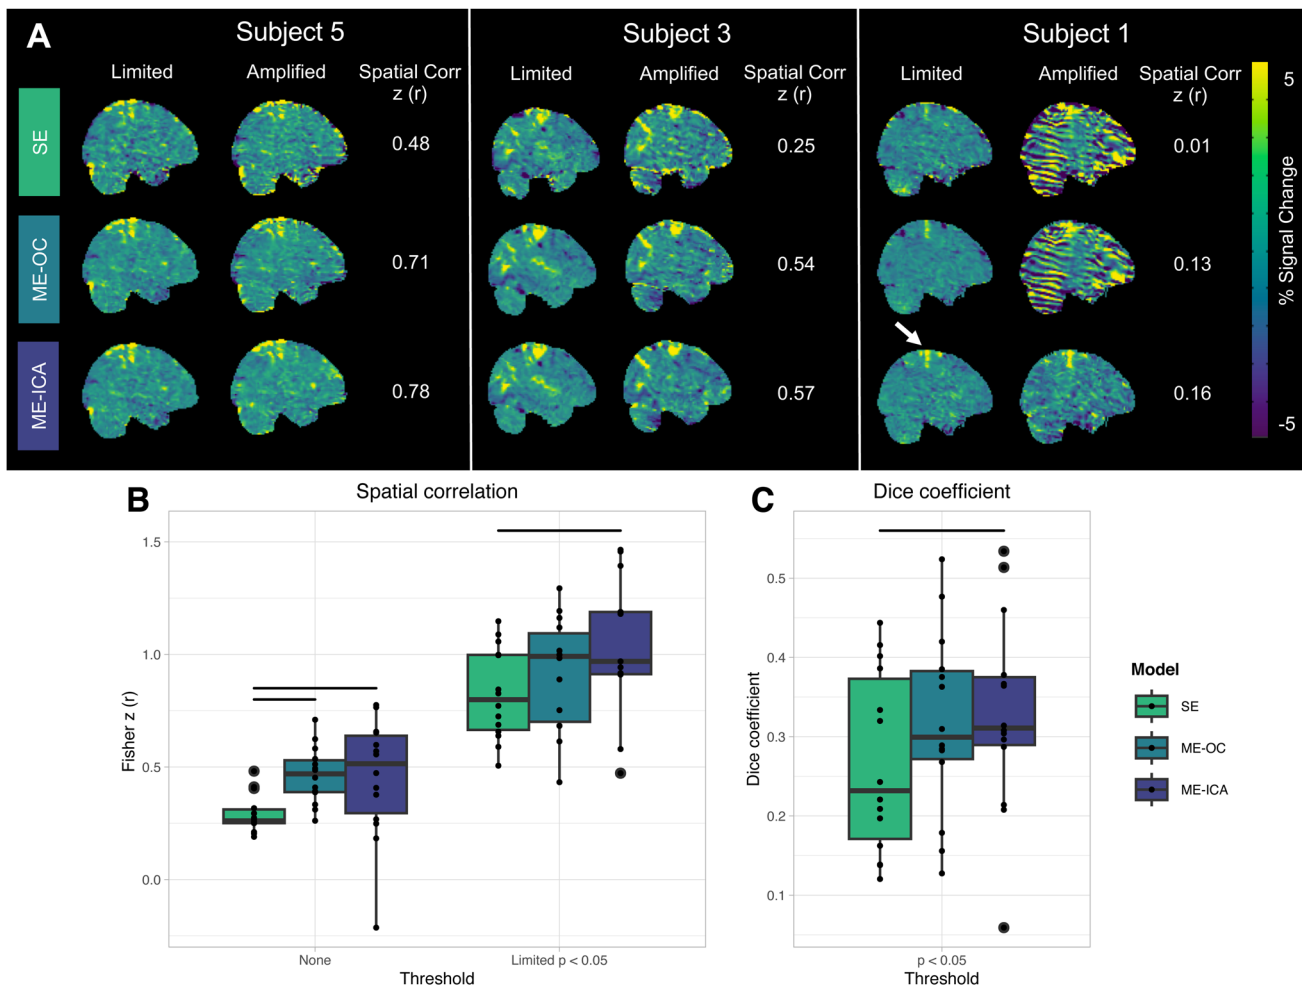 A
Subject 5
Subject 3
Subject 1
Limited
Amplified
Spatial Corr
z (r)
Limited
Amplified
Spatial Corr
z (r)
Limited
Amplified
Spatial Corr
z (r)
SE
0.48
0.25
0.01
ME-OC
0.71
0.54
0.13
ME-ICA
0.78
0.57
0.16
5
% Signal Change
-5
B
Spatial correlation
1.5
1.0
0.5
0.0
Fisher z (r)
None
Limited p < 0.05
Threshold
C
Dice coefficient
0.5
0.4
0.3
0.2
0.1
Dice coefficient
p < 0.05
Threshold
Model
SE
ME-OC
ME-ICA